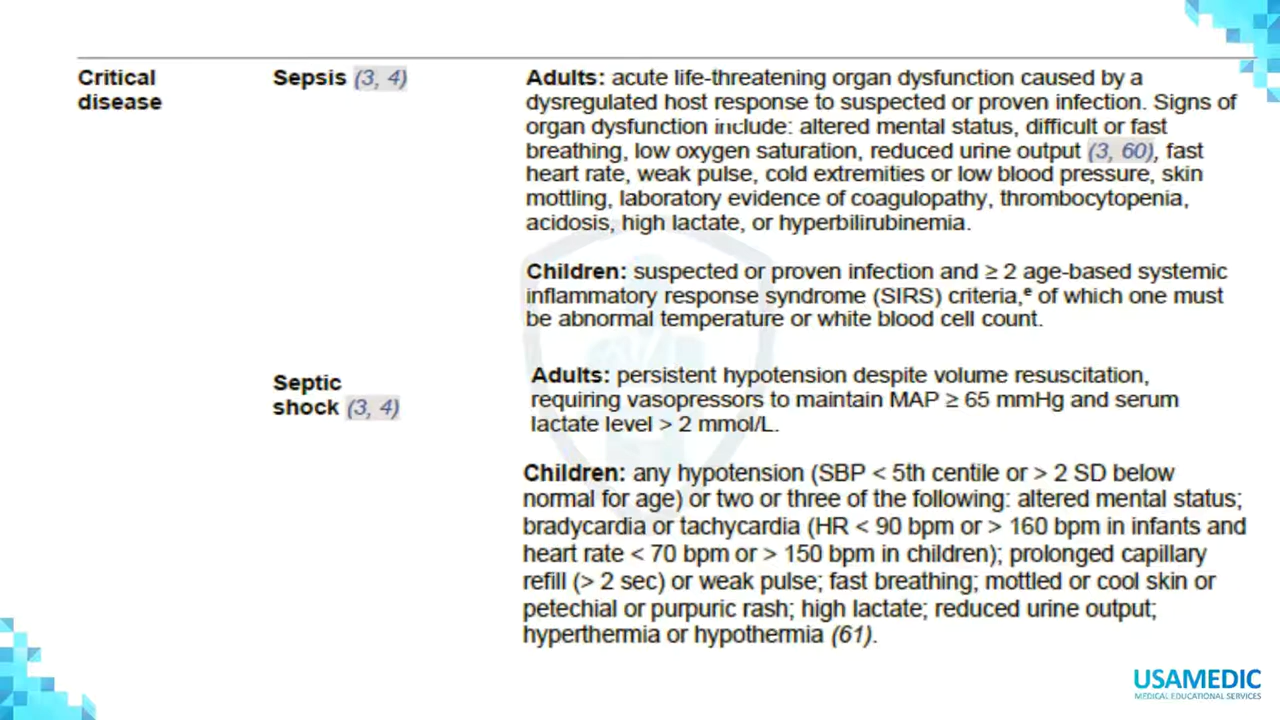 Critical
disease
Sepsis (3, 4)
Adults: acute life-threatening organ dysfunction caused by a
dysregulated host response to suspected or proven infection. Signs of
organ dysfunction include: altered mental status, difficult or fast
breathing, low oxygen saturation, reduced urine output (3, 60), fast
heart rate, weak pulse, cold extremities or low blood pressure, skin
mottling, laboratory evidence of coagulopathy, thrombocytopenia,
acidosis, high lactate, or hyperbilirubinemia.
Children: suspected or proven infection and ≥ 2 age-based systemic
inflammatory response syndrome (SIRS) criteria,ᵉ of which one must
be abnormal temperature or white blood cell count.
Septic
shock (3, 4)
Adults: persistent hypotension despite volume resuscitation,
requiring vasopressors to maintain MAP ≥ 65 mmHg and serum
lactate level > 2 mmol/L.
Children: any hypotension (SBP < 5th centile or > 2 SD below
normal for age) or two or three of the following: altered mental status;
bradycardia or tachycardia (HR < 90 bpm or > 160 bpm in infants and
heart rate < 70 bpm or > 150 bpm in children); prolonged capillary
refill (> 2 sec) or weak pulse; fast breathing; mottled or cool skin or
petechial or purpuric rash; high lactate; reduced urine output;
hyperthermia or hypothermia (61).
USAMEDIC
MEDICAL EDUCATIONAL SERVICES